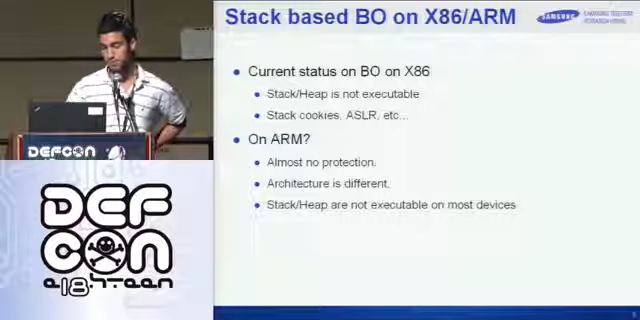 Stack based BO on X86/ARM
SAMSUNG
Current status on BO on X86
Stack/Heap is not executable
Stack cookies, ASLR, etc...
On ARM?
Almost no protection.
Architecture is different.
Stack/Heap are not executable on most devices
DEFCON
DEF
CON
e18hteen